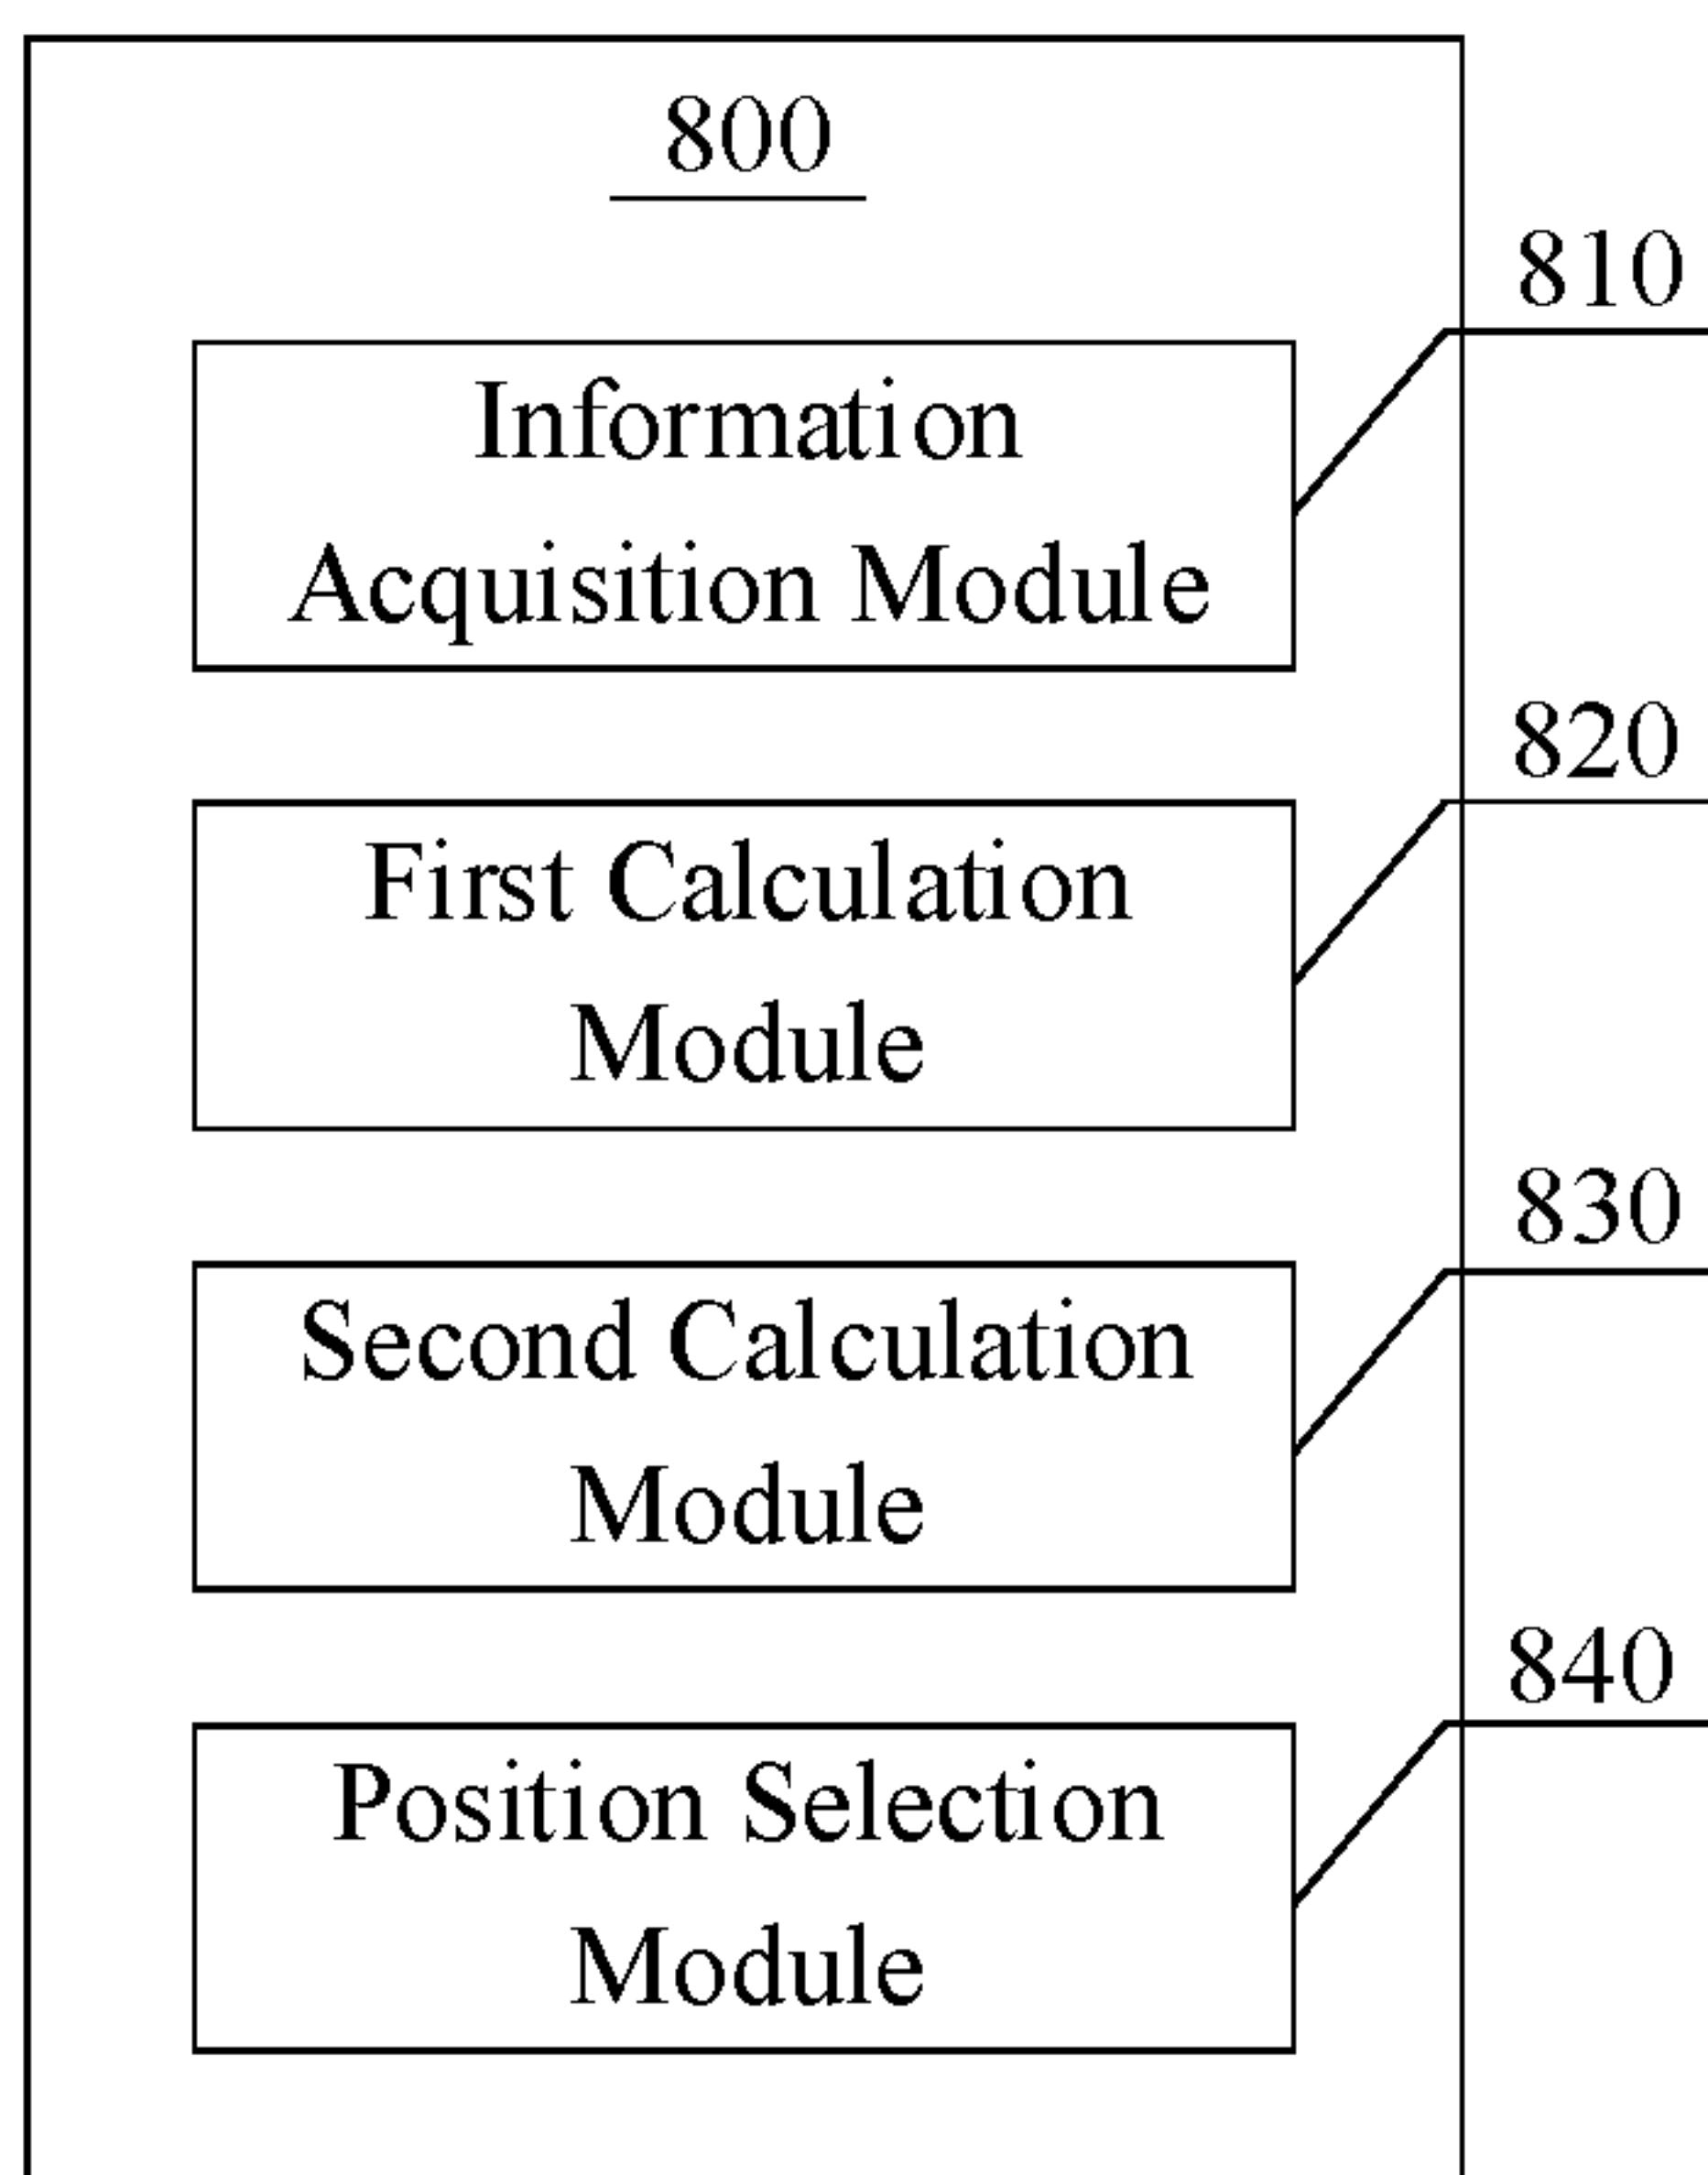 800
810
Information
Acquisition Module
820
First Calculation
Module
830
Second Calculation
Module
840
Position Selection
Module